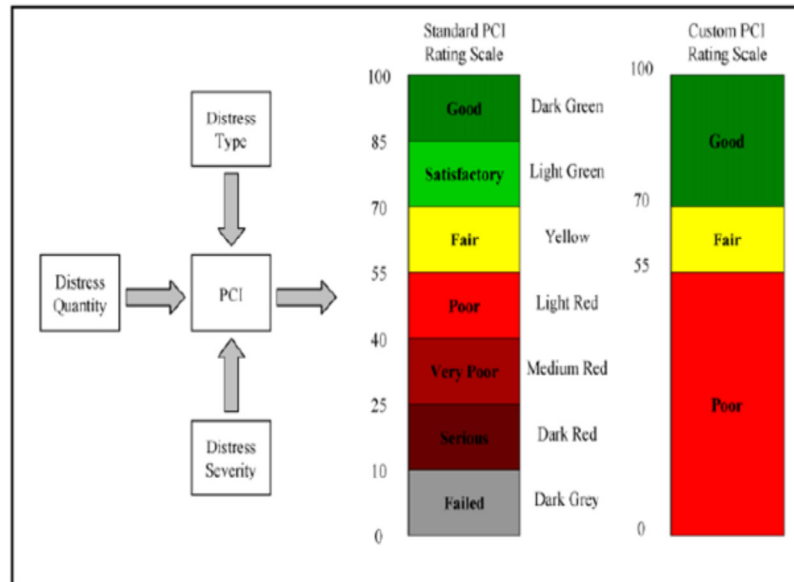 Standard PCI
Rating Scale
Custom PCI
Rating Scale
100
Good
Dark Green
85
Satisfactory
Light Green
70
Fair
Yellow
55
Poor
Light Red
40
Very Poor
Medium Red
25
Serious
Dark Red
10
Failed
Dark Grey
0
100
Good
70
Fair
55
Poor
0
Distress
Type
Distress
Quantity
PCI
Distress
Severity